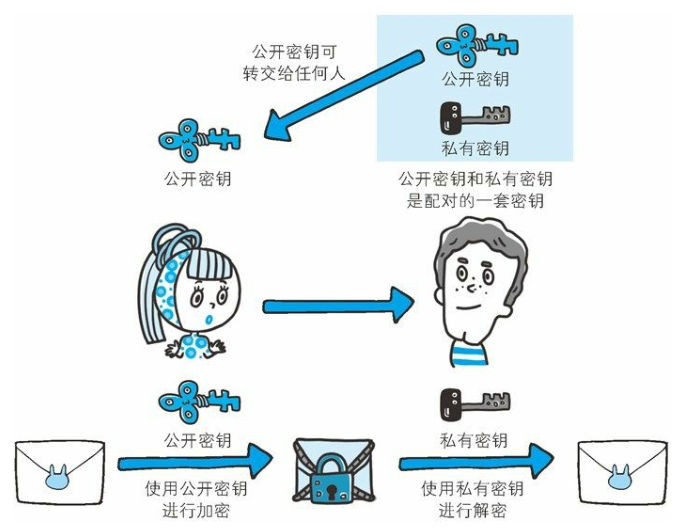 公开密钥可
转交给任何人
公开密钥
私有密钥
公开密钥
公开密钥和私有密钥
是配对的一套密钥
公开密钥
私有密钥
使用公开密钥
进行加密
使用私有密钥
进行解密